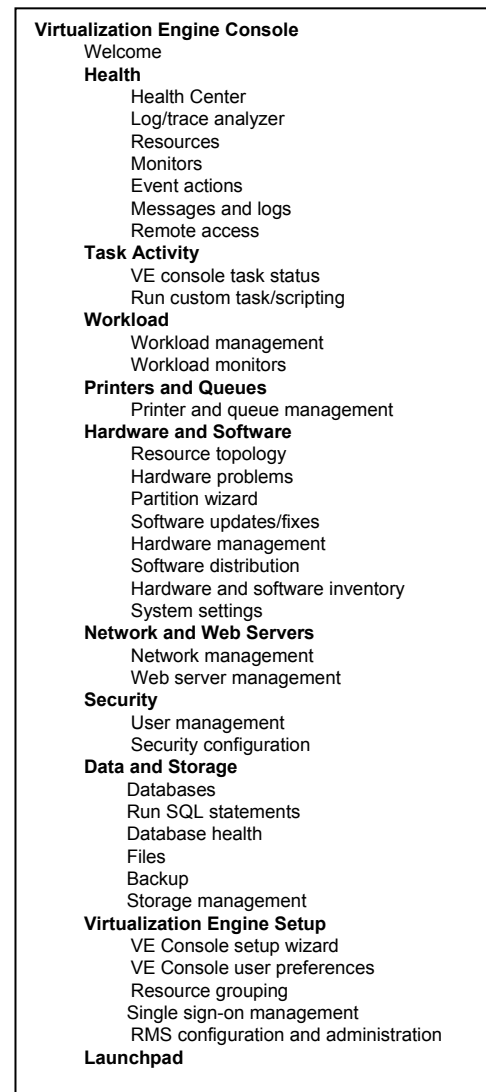 Virtualization Engine Console
Welcome
Health
Health Center
Log/trace analyzer
Resources
Monitors
Event actions
Messages and logs
Remote access
Task Activity
VE console task status
Run custom task/scripting
Workload
Workload management
Workload monitors
Printers and Queues
Printer and queue management
Hardware and Software
Resource topology
Hardware problems
Partition wizard
Software updates/fixes
Hardware management
Software distribution
Hardware and software inventory
System settings
Network and Web Servers
Network management
Web server management
Security
User management
Security configuration
Data and Storage
Databases
Run SQL statements
Database health
Files
Backup
Storage management
Virtualization Engine Setup
VE Console setup wizard
VE Console user preferences
Resource grouping
Single sign-on management
RMS configuration and administration
Launchpad